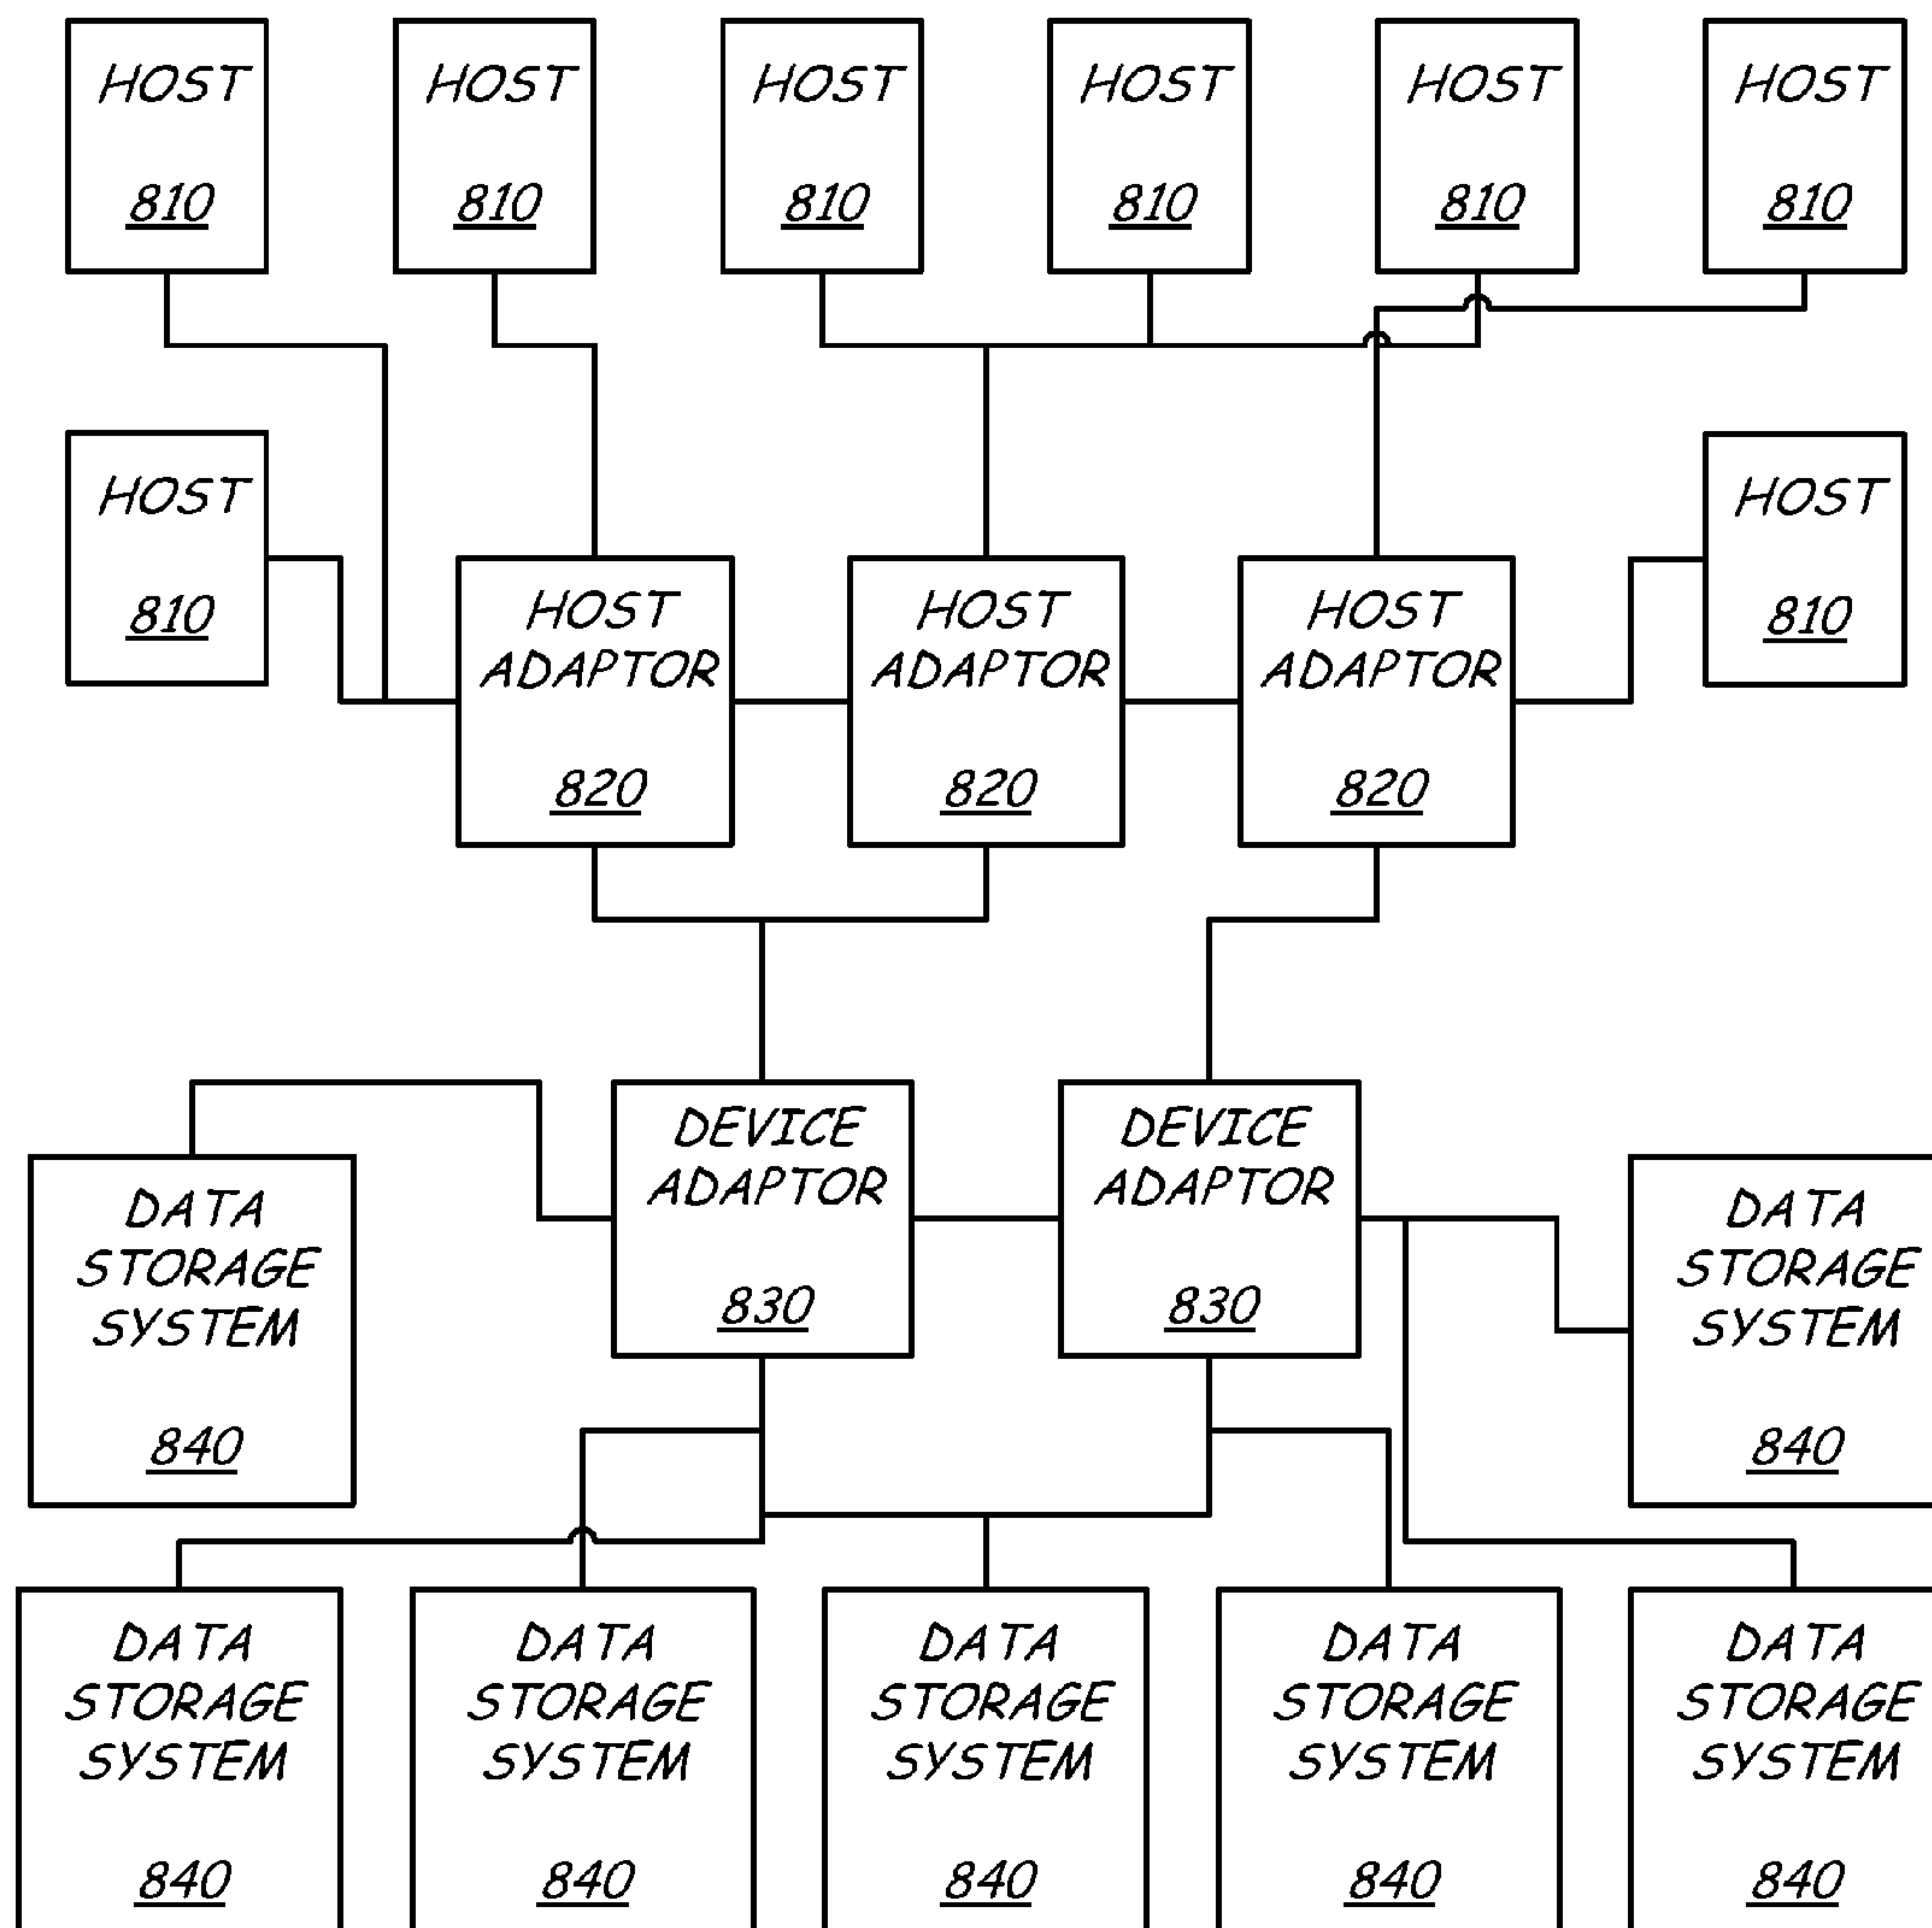 HOST
810
HOST
810
HOST
810
HOST
810
HOST
810
HOST
810
HOST
810
HOST
810
HOST
ADAPTOR
820
HOST
ADAPTOR
820
HOST
ADAPTOR
820
DEVICE
ADAPTOR
830
DEVICE
ADAPTOR
830
DATA
STORAGE
SYSTEM
840
DATA
STORAGE
SYSTEM
840
DATA
STORAGE
SYSTEM
840
DATA
STORAGE
SYSTEM
840
DATA
STORAGE
SYSTEM
840
DATA
STORAGE
SYSTEM
840
DATA
STORAGE
SYSTEM
840